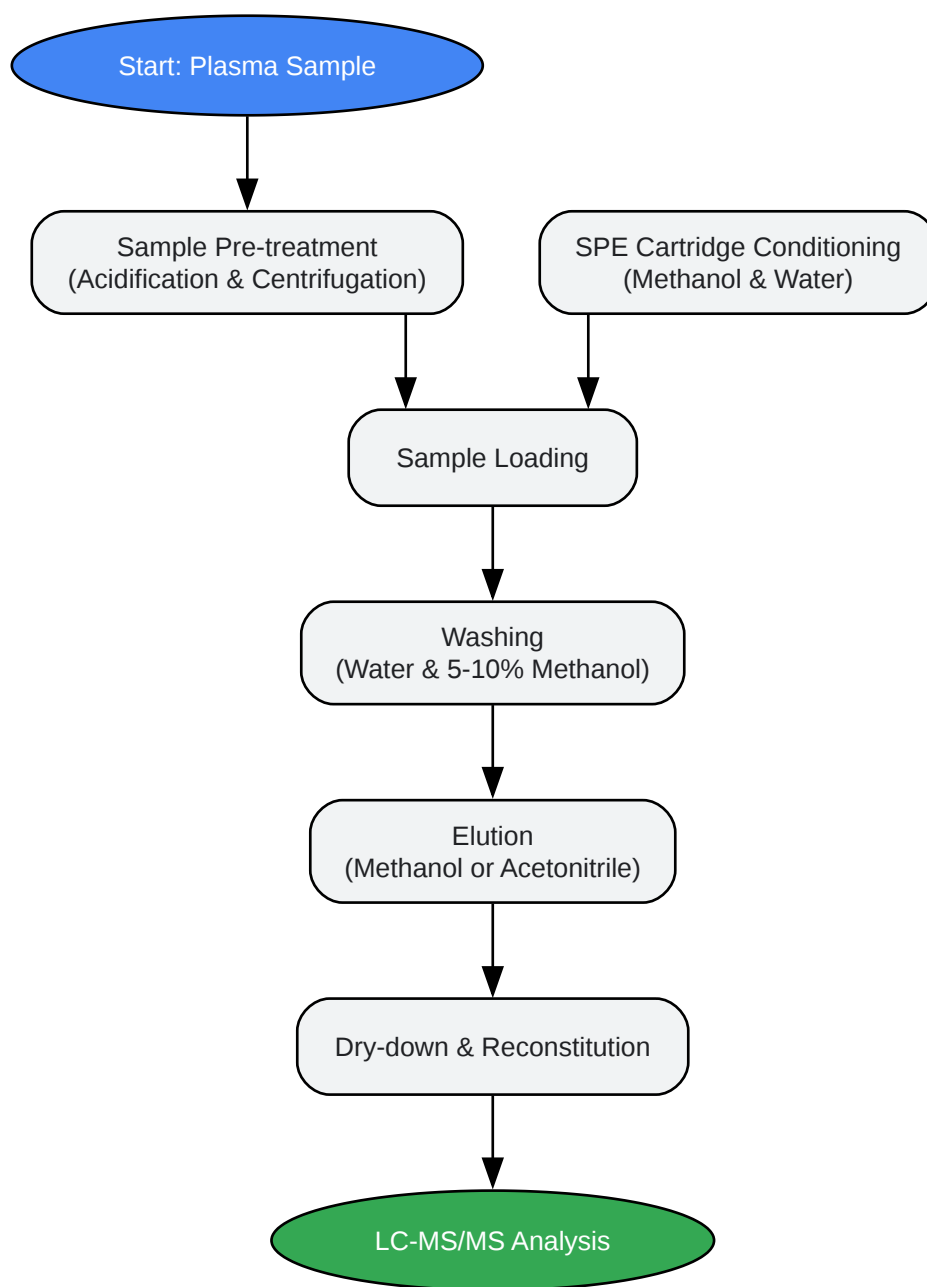 Start: Plasma Sample
Sample Pre-treatment
(Acidification & Centrifugation)
SPE Cartridge Conditioning
(Methanol & Water)
Sample Loading
Washing
(Water & 5-10% Methanol)
Elution
(Methanol or Acetonitrile)
Dry-down & Reconstitution
LC-MS/MS Analysis